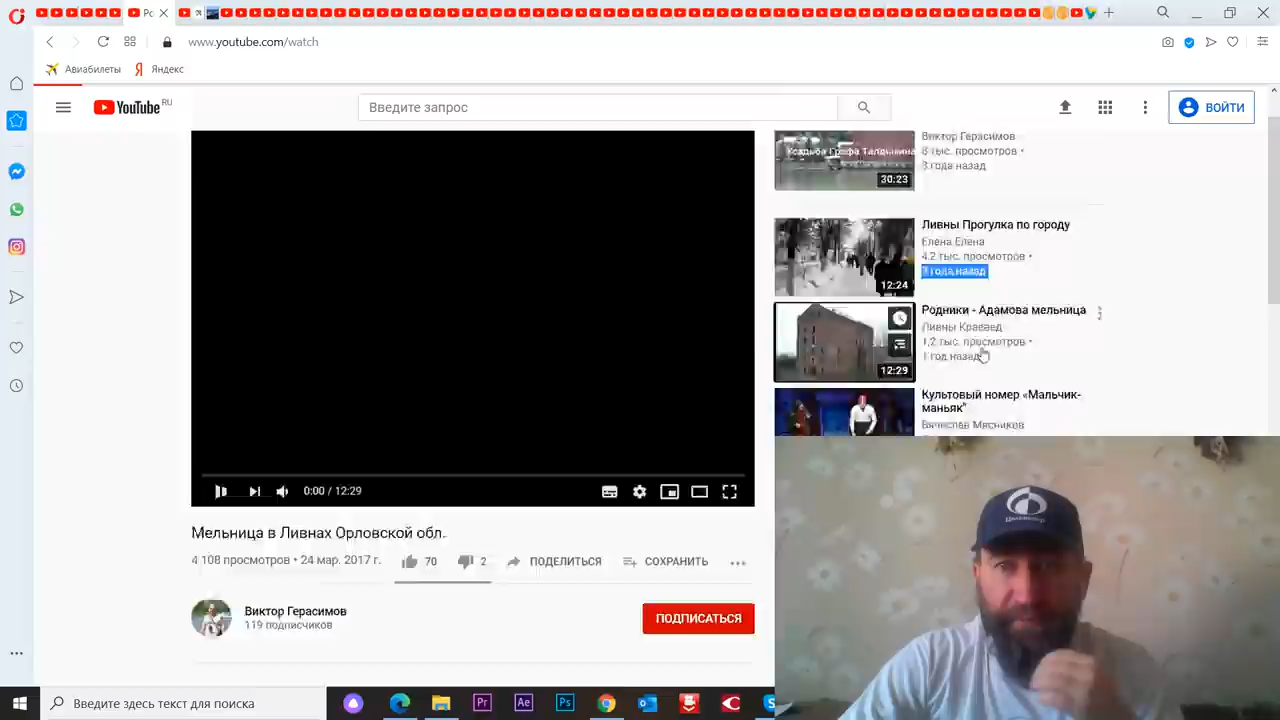 Рс
www.youtube.com/watch
Авиабилеты
Яндекс
YouTube RU
Введите запрос
ВОЙТИ
Виктор Герасимов
8 тыс. просмотров •
3 года назад
30:23
Ливны Прогулка по городу
Елена Елена
4,2 тыс. просмотров •
года назад
12:24
Родники - Адамова мельница
Ливны Краевед
1,2 тыс. просмотров •
1 год назад
12:29
Культовый номер «Мальчик-
маньяк"
Вячеслав Мясников
0:00 / 12:29
Мельница в Ливнах Орловской обл.
4 108 просмотров • 24 мар. 2017 г.
70
2
ПОДЕЛИТЬСЯ
СОХРАНИТЬ
Виктор Герасимов
119 подписчиков
ПОДПИСАТЬСЯ
Введите здесь текст для поиска
Pr
Ae
Ps